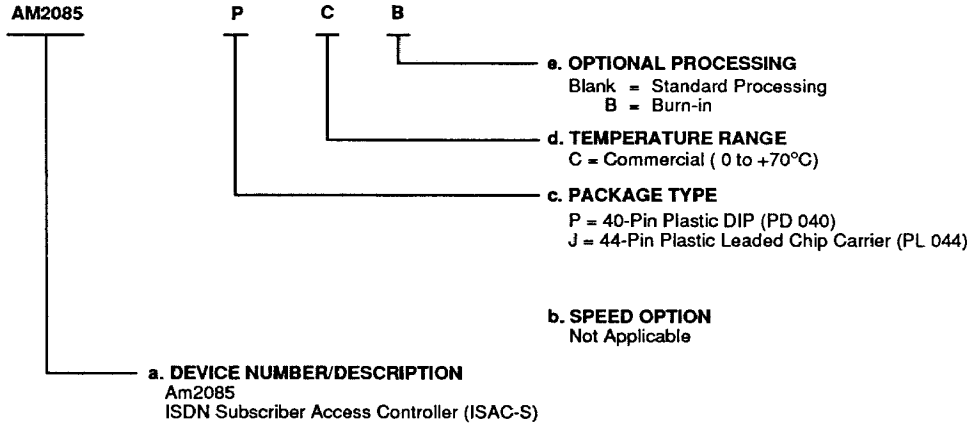 AM2085 P C B
e. OPTIONAL PROCESSING
Blank = Standard Processing
B = Burn-in
d. TEMPERATURE RANGE
C = Commercial ( 0 to +70°C)
c. PACKAGE TYPE
P = 40-Pin Plastic DIP (PD 040)
J = 44-Pin Plastic Leaded Chip Carrier (PL 044)
b. SPEED OPTION
Not Applicable
a. DEVICE NUMBER/DESCRIPTION
Am2085
ISDN Subscriber Access Controller (ISAC-S)